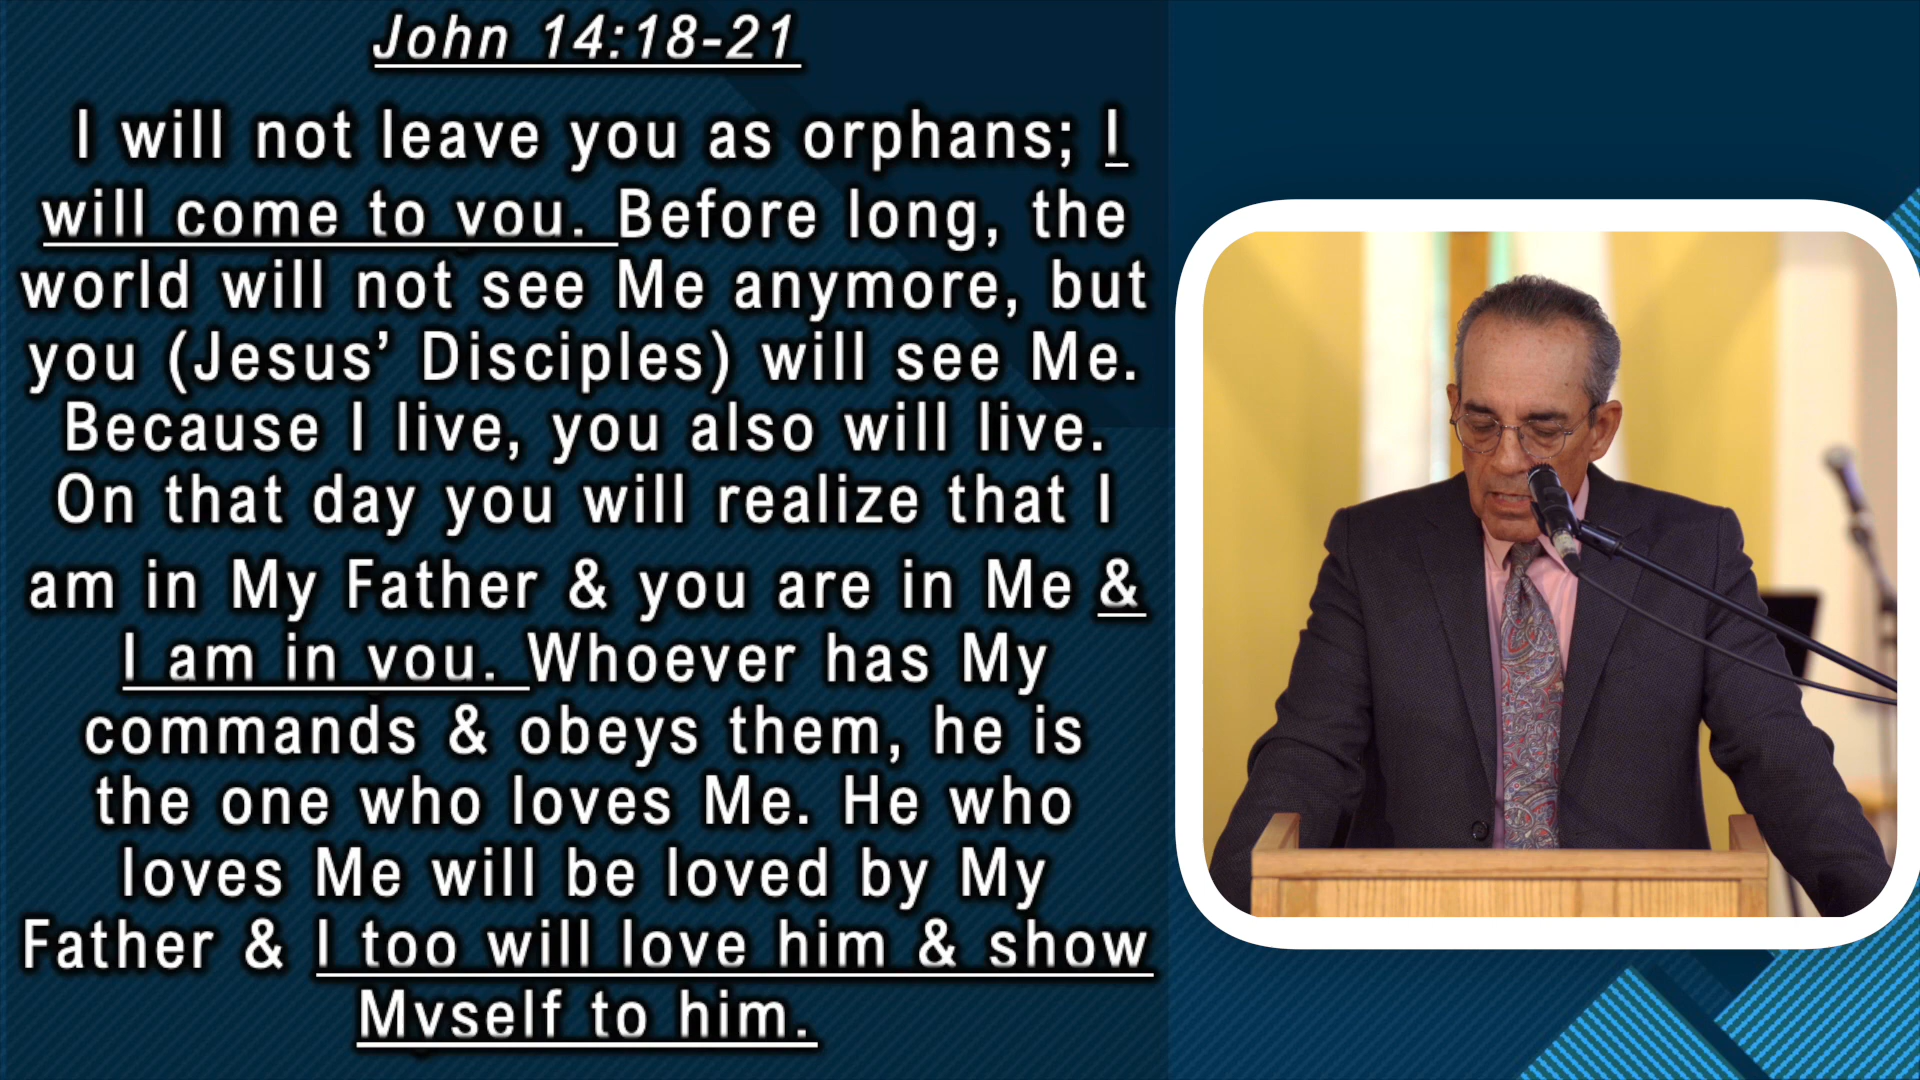 John 14:18-21
I will not leave you as orphans; I
will come to you. Before long, the
world will not see Me anymore, but
you (Jesus’ Disciples) will see Me.
Because I live, you also will live.
On that day you will realize that I
am in My Father & you are in Me &
I am in you. Whoever has My
commands & obeys them, he is
the one who loves Me. He who
loves Me will be loved by My
Father & I too will love him & show
Myself to him.